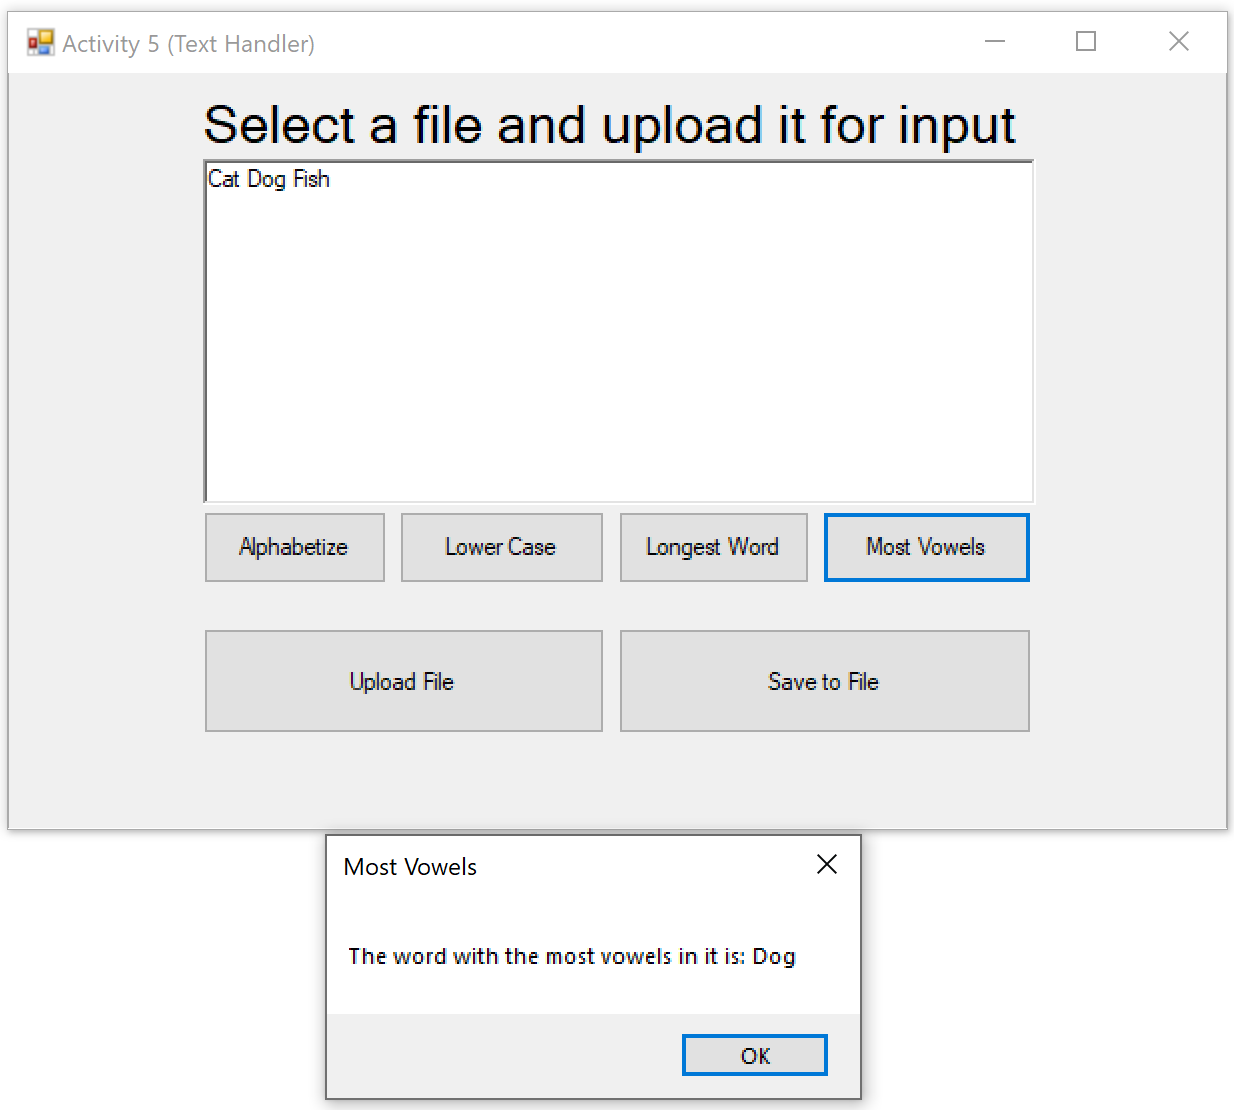 Activity 5 (Text Handler)
Select a file and upload it for input
Cat Dog Fish
Alphabetize Lower Case Longest Word Most Vowels
Upload File Save to File
Most Vowels
The word with the most vowels in it is: Dog
OK